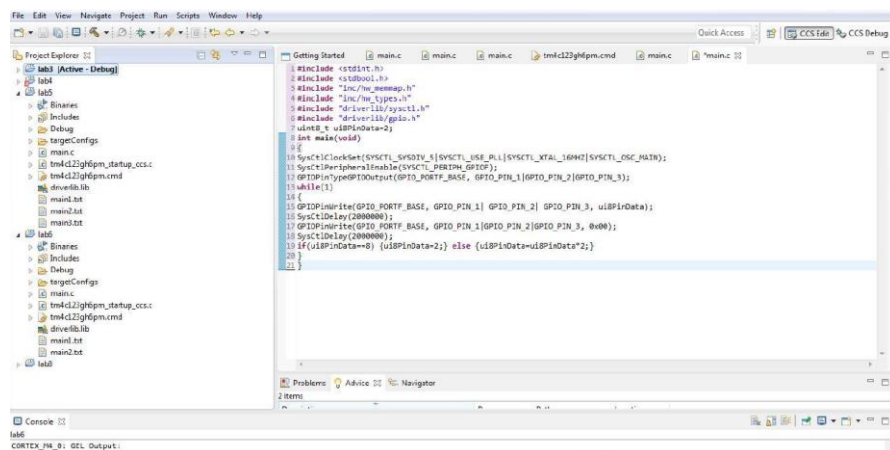 File Edit View Navigate Project Run Scripts Window Help
Quick Access
CCS Edit
CCS Debug
Project Explorer
lab3 [Active - Debug]
lab4
lab5
Binaries
Includes
Debug
targetConfigs
main.c
tm4c123gh6pm_startup_ccs.c
tm4c123gh6pm.cmd
driverlib.lib
main1.txt
main2.txt
main3.txt
lab6
Binaries
Includes
Debug
targetConfigs
main.c
tm4c123gh6pm_startup_ccs.c
tm4c123gh6pm.cmd
driverlib.lib
main1.txt
main2.txt
lab8
Getting Started main.c main.c main.c tm4c123gh6pm.cmd main.c *main.c
1 #include <stdint.h>
2 #include <stdbool.h>
3 #include "inc/hw_memmap.h"
4 #include "inc/hw_types.h"
5 #include "driverlib/sysctl.h"
6 #include "driverlib/gpio.h"
7 uint8_t ui8PinData=2;
8 int main(void)
9 {
10 SysCtlClockSet(SYSCTL_SYSDIV_5|SYSCTL_USE_PLL|SYSCTL_XTAL_16MHZ|SYSCTL_OSC_MAIN);
11 SysCtlPeripheralEnable(SYSCTL_PERIPH_GPIOF);
12 GPIOPinTypeGPIOOutput(GPIO_PORTF_BASE, GPIO_PIN_1|GPIO_PIN_2|GPIO_PIN_3);
13 while(1)
14 {
15 GPIOPinWrite(GPIO_PORTF_BASE, GPIO_PIN_1| GPIO_PIN_2| GPIO_PIN_3, ui8PinData);
16 SysCtlDelay(2000000);
17 GPIOPinWrite(GPIO_PORTF_BASE, GPIO_PIN_1|GPIO_PIN_2|GPIO_PIN_3, 0x00);
18 SysCtlDelay(2000000);
19 if(ui8PinData==8) {ui8PinData=2;} else {ui8PinData=ui8PinData*2;}
20 }
21 }
Problems Advice Navigator
2 items
Console
lab6
CORTEX_M4_0: GEL Output: